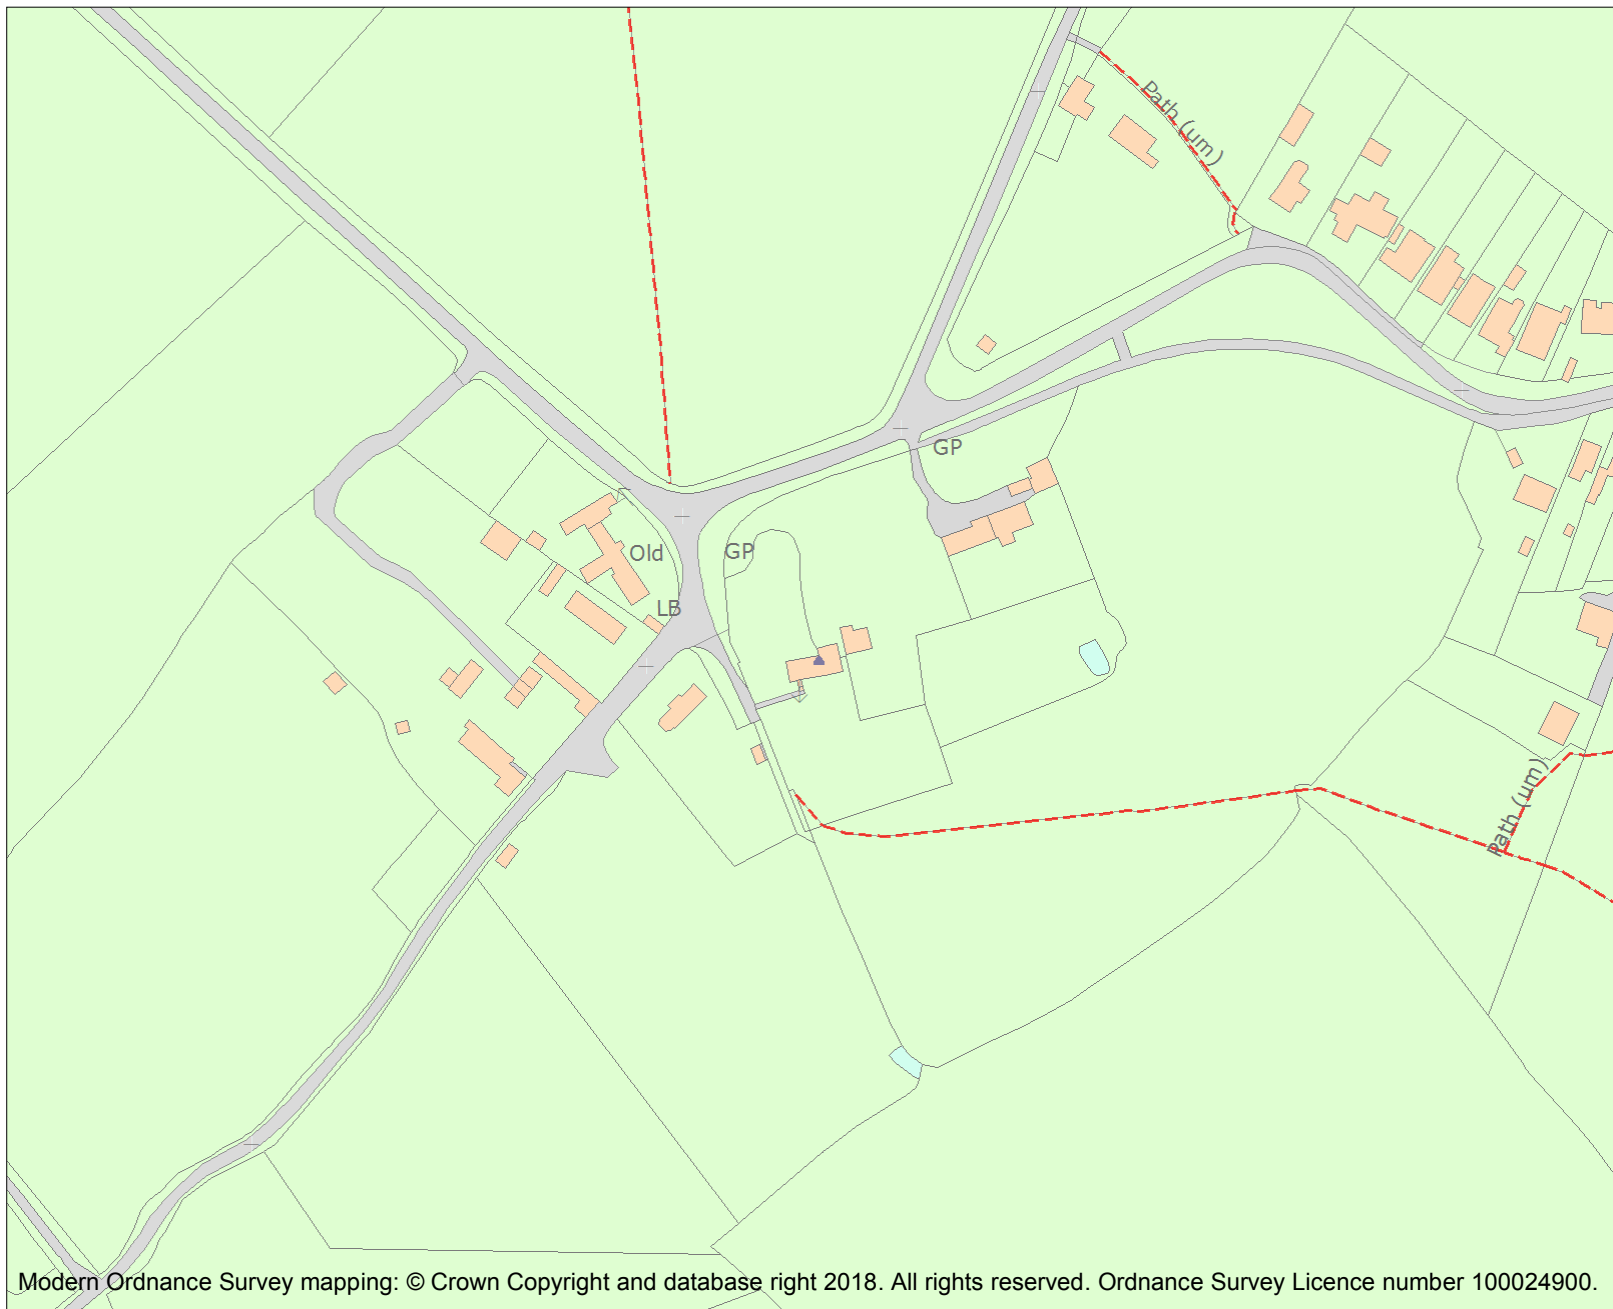 Path (um)
GP
Old
GP
LB
Path (um)
Modern Ordnance Survey mapping: © Crown Copyright and database right 2018. All rights reserved. Ordnance Survey Licence number 100024900.